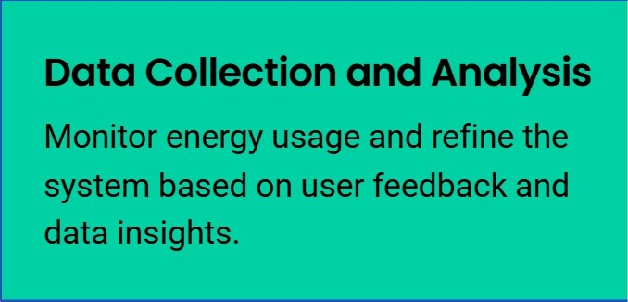 Data Collection and Analysis
Monitor energy usage and refine the
system based on user feedback and
data insights.